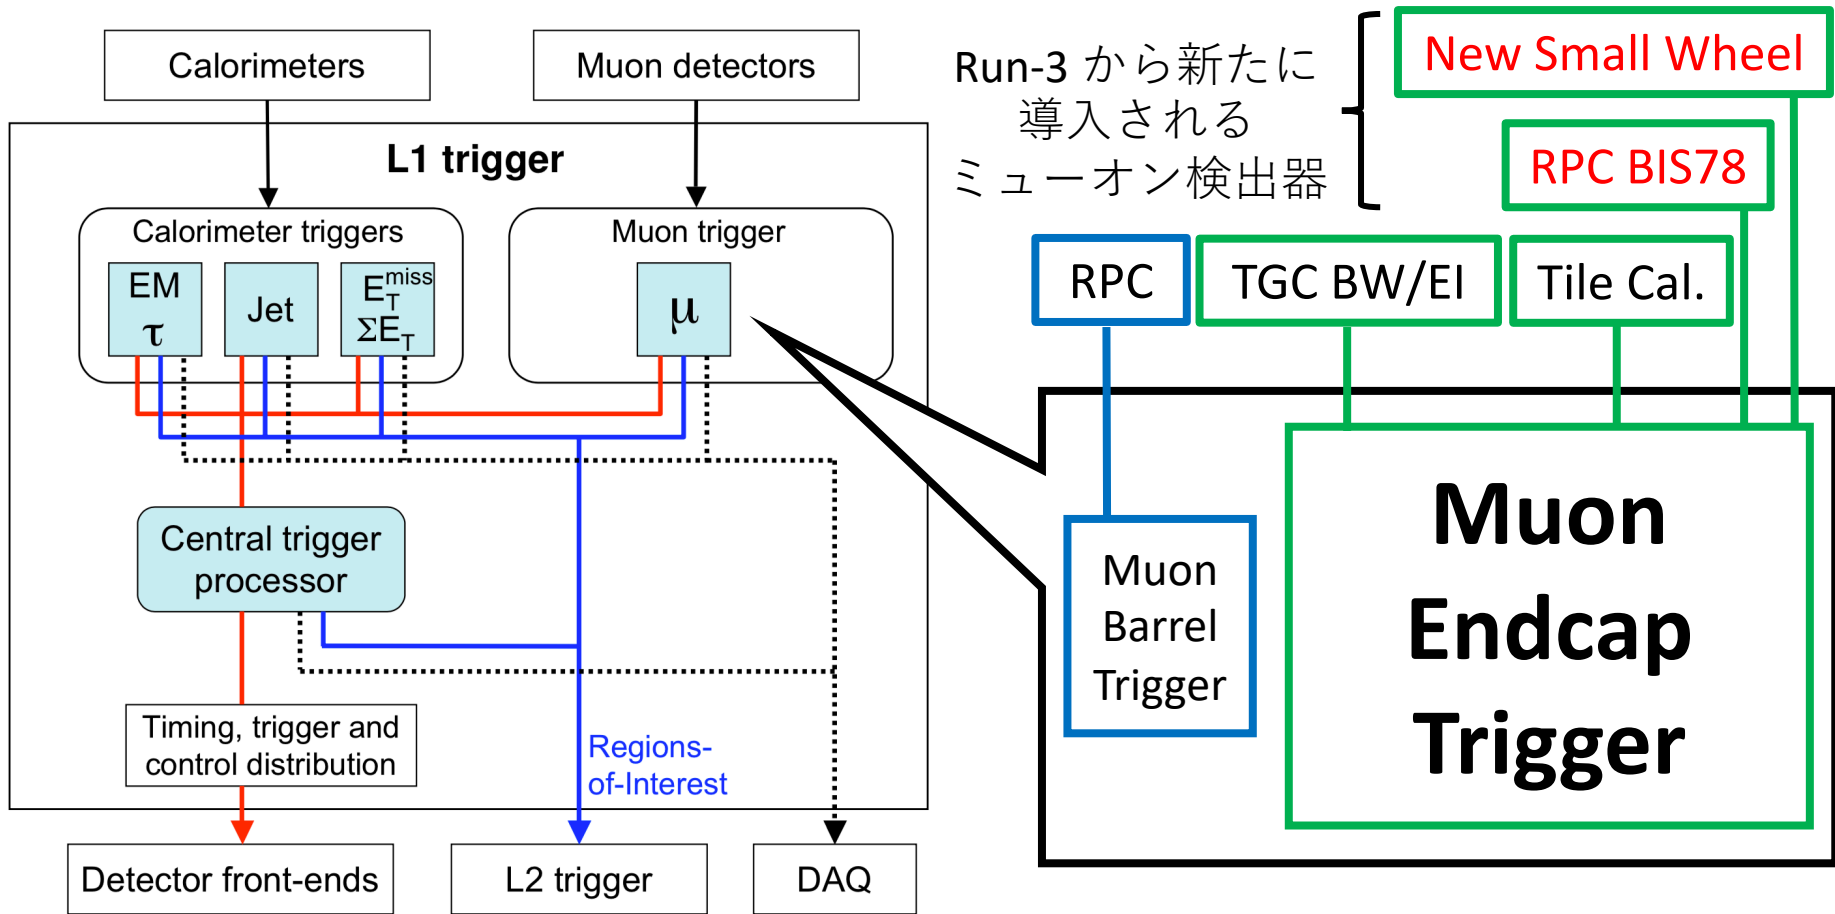 Calorimeters
Muon detectors
L1 trigger
Calorimeter triggers
EM
τ
Jet
E_T^miss
ΣE_T
Muon trigger
μ
Central trigger
processor
Timing, trigger and
control distribution
Regions-
of-Interest
Detector front-ends
L2 trigger
DAQ
Run-3 から新たに
導入される
ミューオン検出器
New Small Wheel
RPC BIS78
RPC
TGC BW/EI
Tile Cal.
Muon
Barrel
Trigger
Muon
Endcap
Trigger